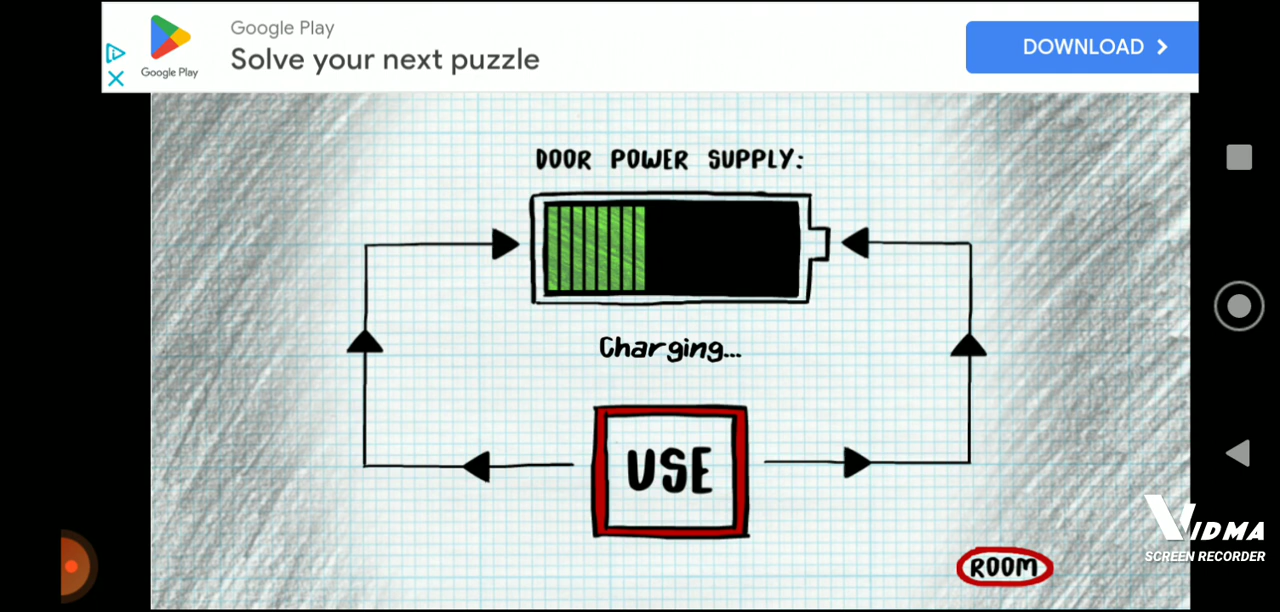 Google Play
Solve your next puzzle
Google Play
DOWNLOAD
DOOR POWER SUPPLY:
Charging...
USE
VIDMA
SCREEN RECORDER
ROOM